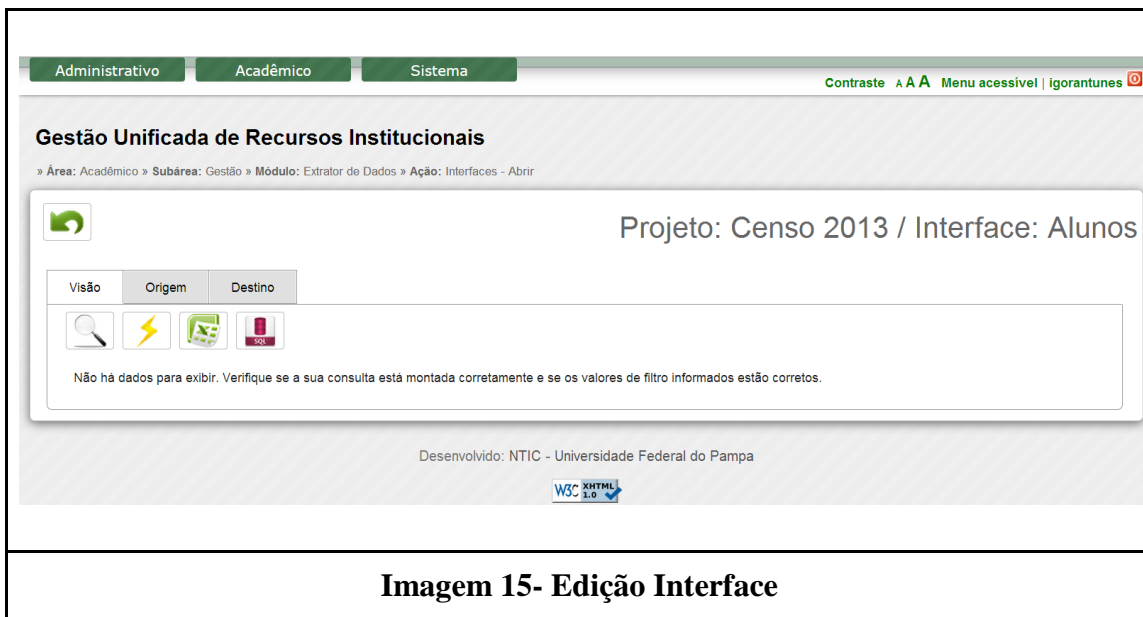 Administrativo Acadêmico Sistema
Contraste A A A Menu acessível | igorantunes
Gestão Unificada de Recursos Institucionais
» Área: Acadêmico » Subárea: Gestão » Módulo: Extrator de Dados » Ação: Interfaces - Abrir
Projeto: Censo 2013 / Interface: Alunos
Visão Origem Destino
SQL
Não há dados para exibir. Verifique se a sua consulta está montada corretamente e se os valores de filtro informados estão corretos.
Desenvolvido: NTIC - Universidade Federal do Pampa
W3C XHTML 1.0
Imagem 15- Edição Interface